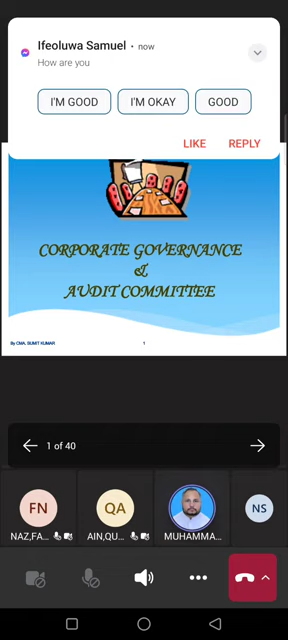 Ifeoluwa Samuel • now
How are you
I'M GOOD
I'M OKAY
GOOD
LIKE
REPLY
CORPORATE GOVERNANCE
&
AUDIT COMMITTEE
By CMA. SUMIT KUMAR
1
1 of 40
FN
QA
NS
NAZ,FA...
AIN,QU...
MUHAMMA...